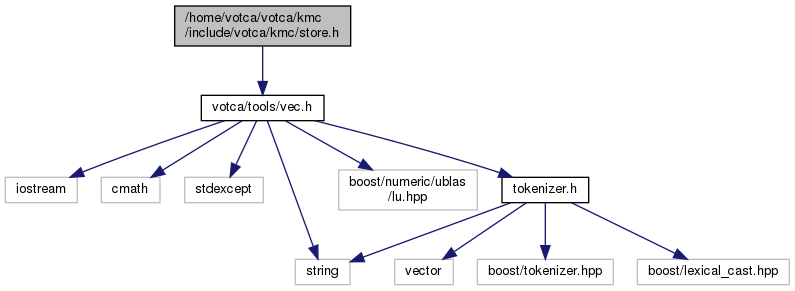 /home/votca/votca/kmc
/include/votca/kmc/store.h
votca/tools/vec.h
iostream
cmath
stdexcept
boost/numeric/ublas
/lu.hpp
tokenizer.h
string
vector
boost/tokenizer.hpp
boost/lexical_cast.hpp